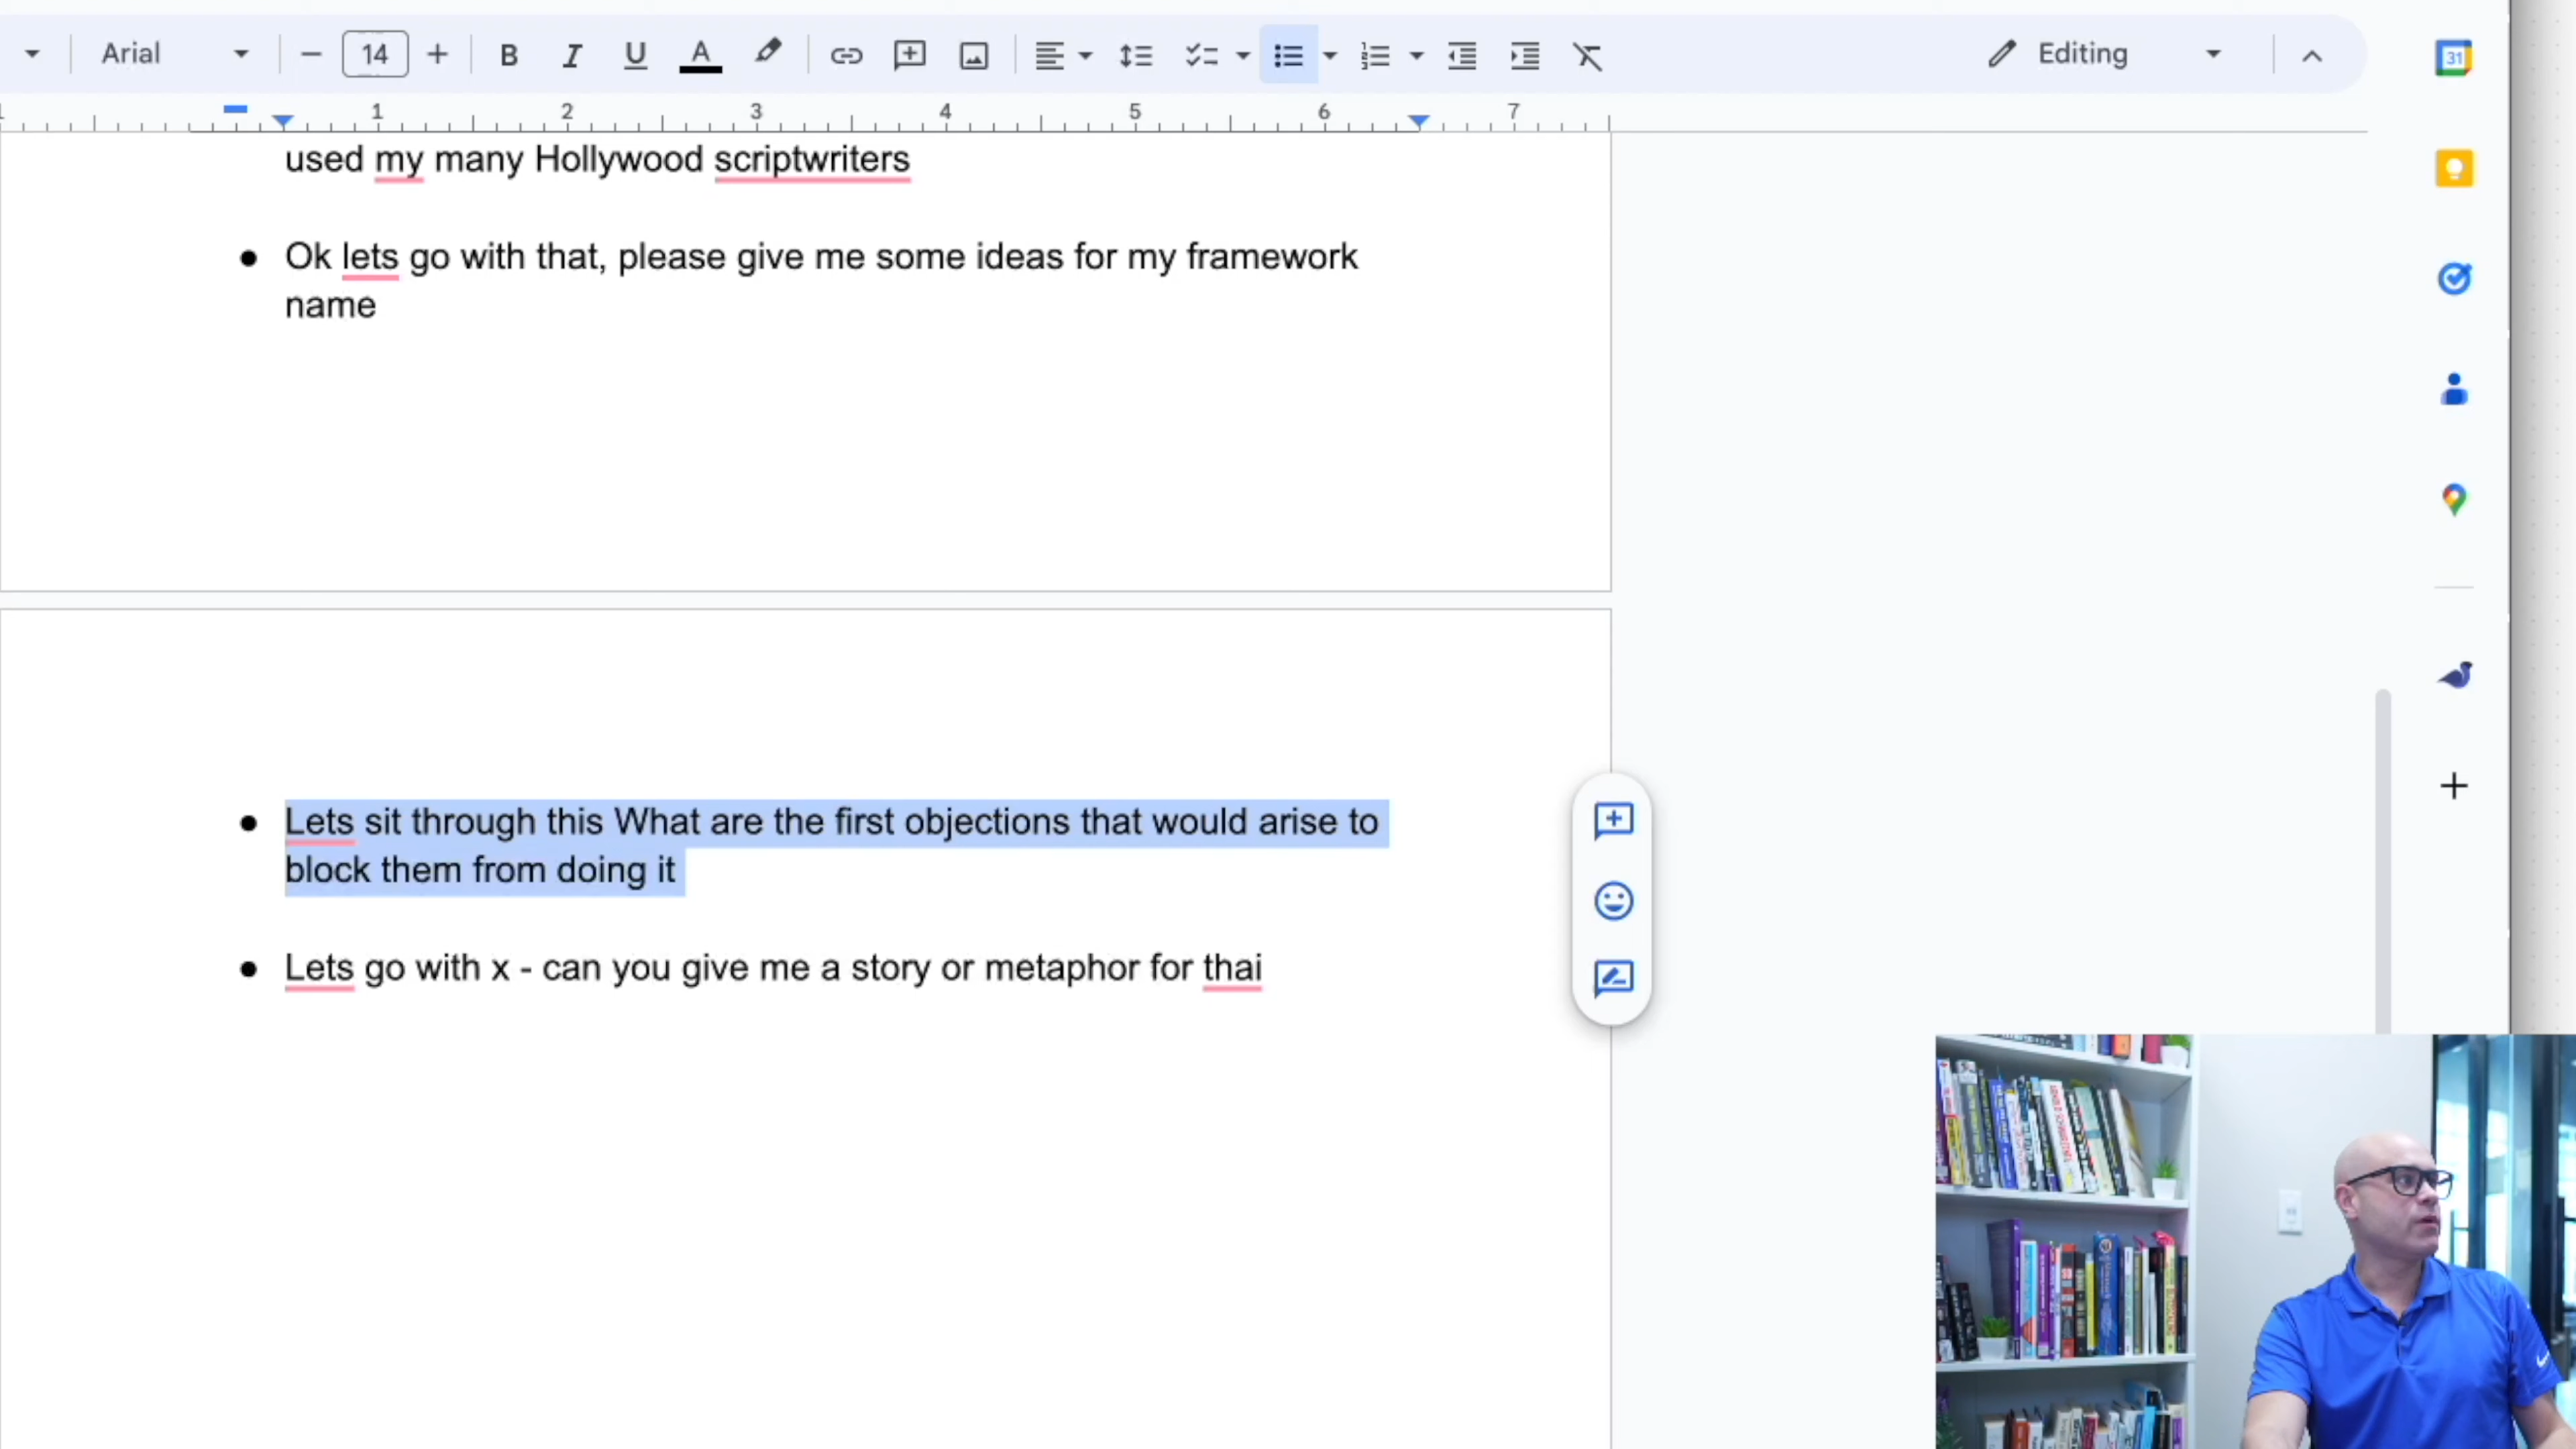 Arial
14
Editing
31
1 2 3 4 5 6 7
used my many Hollywood scriptwriters
Ok lets go with that, please give me some ideas for my framework
name
Lets sit through this What are the first objections that would arise to
block them from doing it
Lets go with x - can you give me a story or metaphor for thai